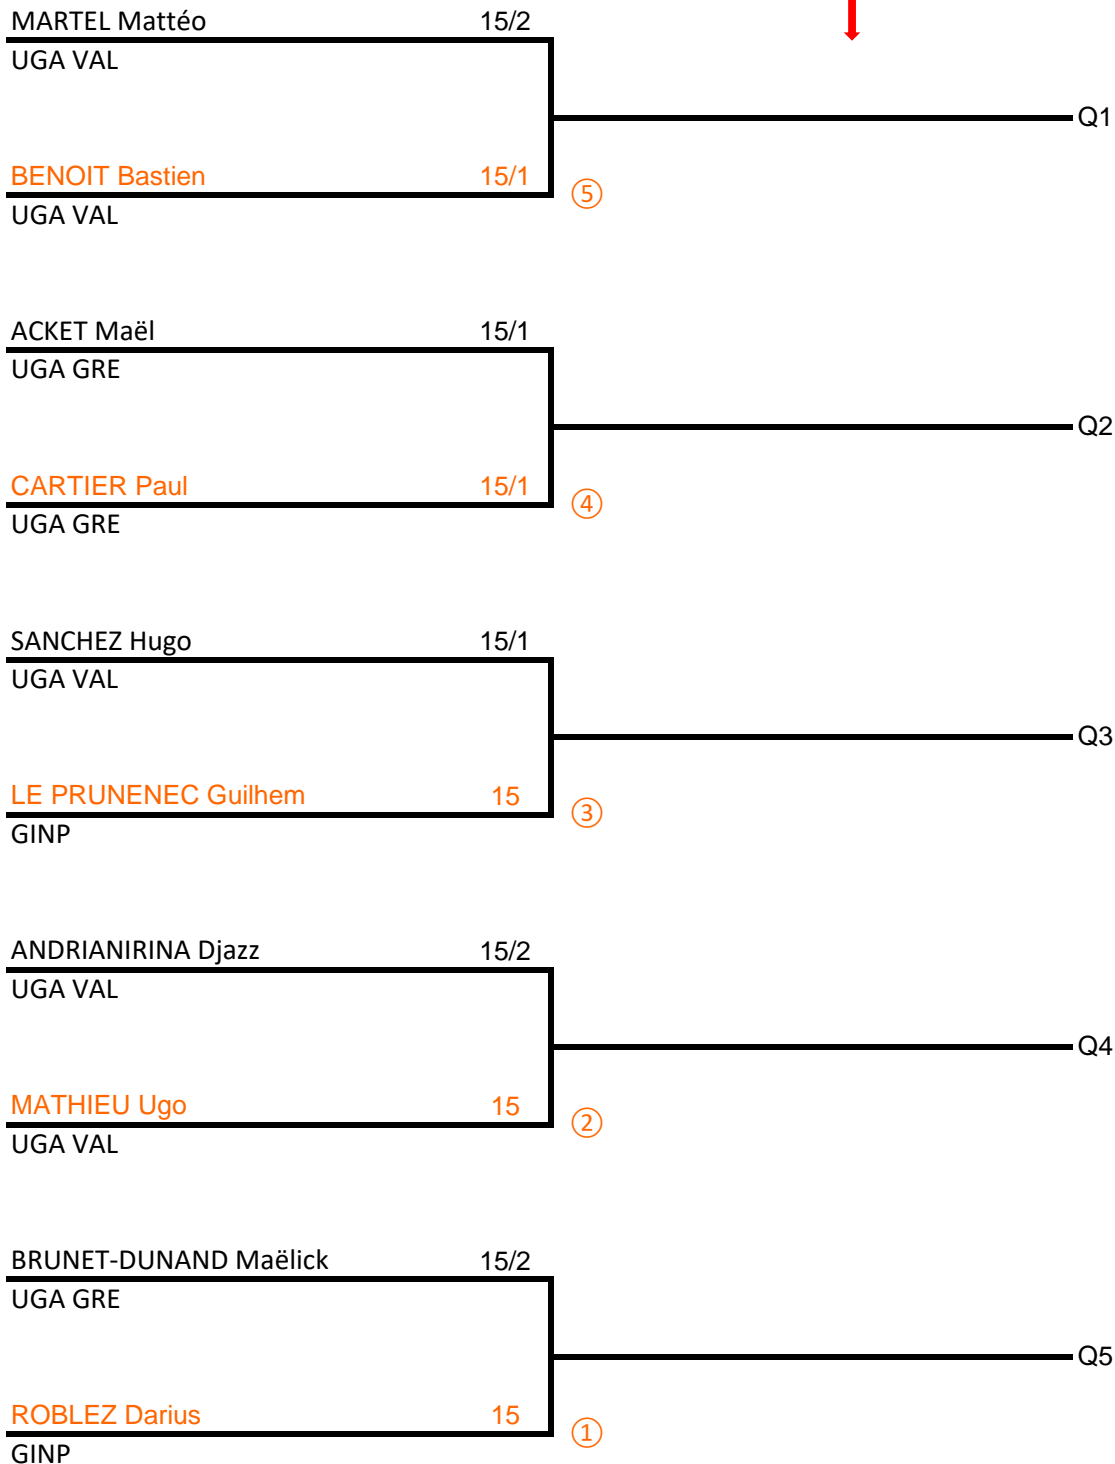 MARTEL Mattéo 15/2
UGA VAL
Q1
BENOIT Bastien 15/1
⑤
UGA VAL
ACKET Maël 15/1
UGA GRE
Q2
CARTIER Paul 15/1
④
UGA GRE
SANCHEZ Hugo 15/1
UGA VAL
Q3
LE PRUNENEC Guilhem 15
③
GINP
ANDRIANIRINA Djazz 15/2
UGA VAL
Q4
MATHIEU Ugo 15
②
UGA VAL
BRUNET-DUNAND Maëlick 15/2
UGA GRE
Q5
ROBLEZ Darius 15
①
GINP